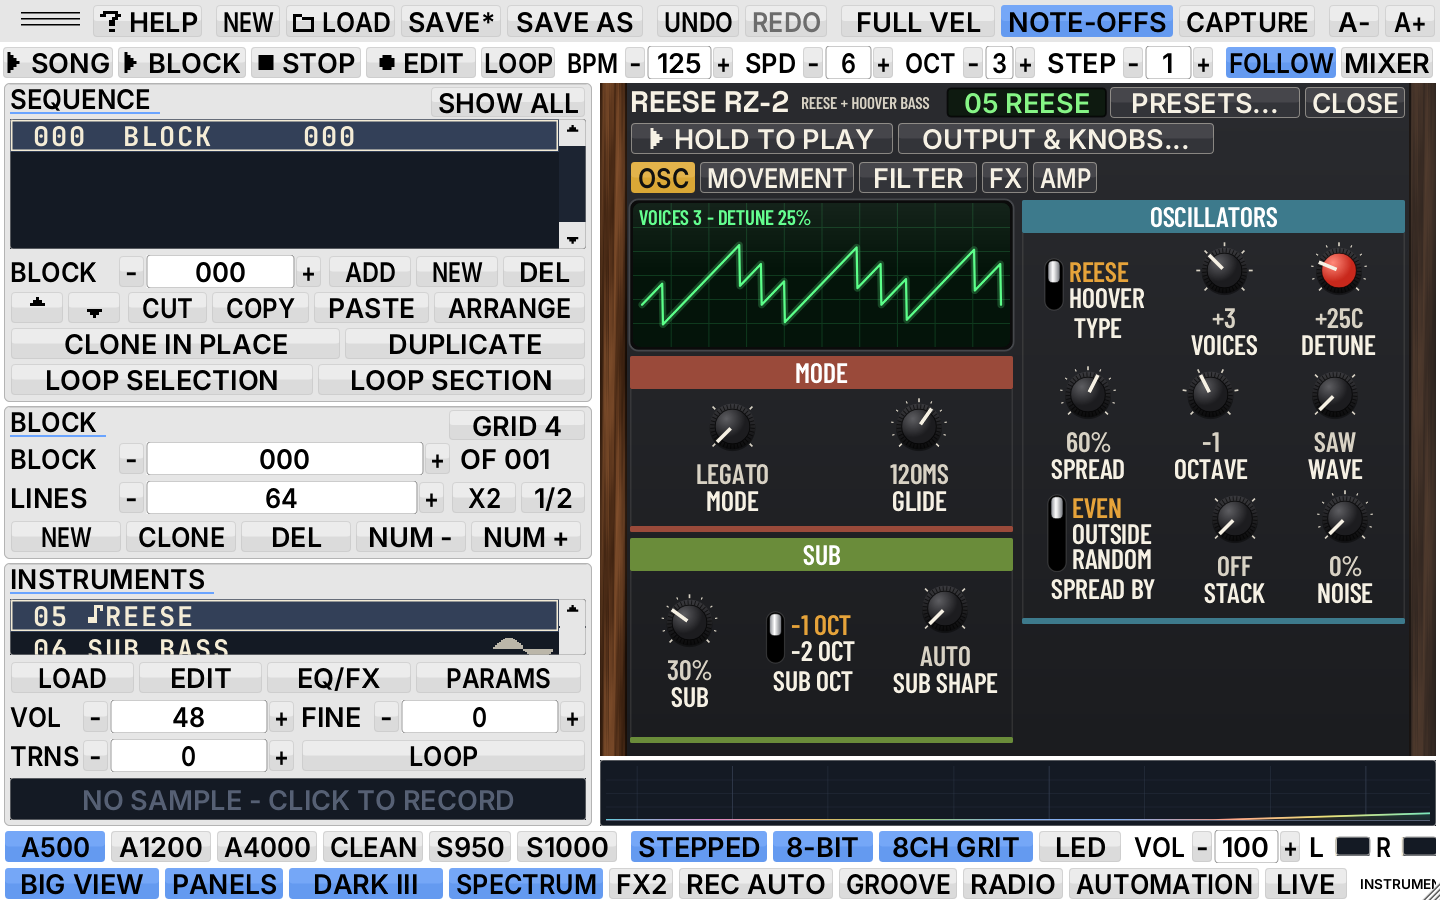 HELP NEW LOAD SAVE* SAVE AS UNDO REDO FULL VEL NOTE-OFFS CAPTURE A- A+
SONG BLOCK STOP EDIT LOOP BPM - 125 + SPD - 6 + OCT - 3 + STEP - 1 + FOLLOW MIXER
SEQUENCE SHOW ALL
000 BLOCK 000
BLOCK - 000 + ADD NEW DEL
CUT COPY PASTE ARRANGE
CLONE IN PLACE DUPLICATE
LOOP SELECTION LOOP SECTION
BLOCK GRID 4
BLOCK - 000 + OF 001
LINES - 64 + X2 1/2
NEW CLONE DEL NUM - NUM +
INSTRUMENTS
05 REESE
06 SUB BASS
LOAD EDIT EQ/FX PARAMS
VOL - 48 + FINE - 0 +
TRNS - 0 + LOOP
NO SAMPLE - CLICK TO RECORD
REESE RZ-2 REESE + HOOVER BASS 05 REESE PRESETS... CLOSE
HOLD TO PLAY OUTPUT & KNOBS...
OSC MOVEMENT FILTER FX AMP
VOICES 3 - DETUNE 25%
MODE
LEGATO 120MS
MODE GLIDE
SUB
-1 OCT
-2 OCT
30% SUB OCT AUTO
SUB SUB SHAPE
OSCILLATORS
REESE
HOOVER
TYPE
+3 +25C
VOICES DETUNE
60% -1 SAW
SPREAD OCTAVE WAVE
EVEN
OUTSIDE
RANDOM
SPREAD BY
OFF 0%
STACK NOISE
A500 A1200 A4000 CLEAN S950 S1000 STEPPED 8-BIT 8CH GRIT LED VOL - 100 + L R
BIG VIEW PANELS DARK III SPECTRUM FX2 REC AUTO GROOVE RADIO AUTOMATION LIVE